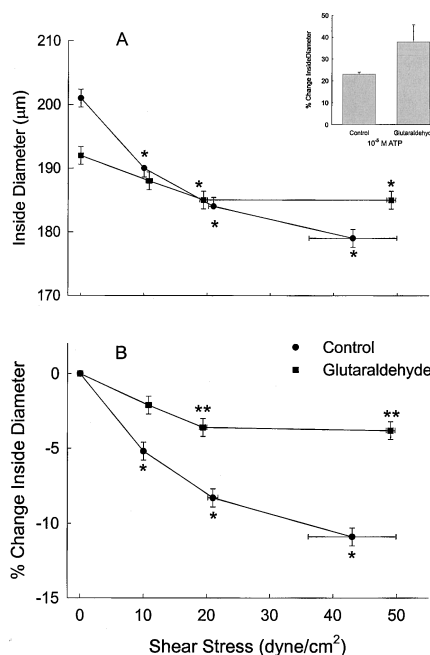 A
210
200
190
180
170
Inside Diameter (μm)
*
*
*
*
*
50
40
30
20
10
0
% Change InsideDiameter
Control
Glutaraldehyde
10⁻⁶ M ATP
B
Control
Glutaraldehyde
0
-5
-10
-15
% Change Inside Diameter
**
**
*
*
*
0
10
20
30
40
50
Shear Stress (dyne/cm²)